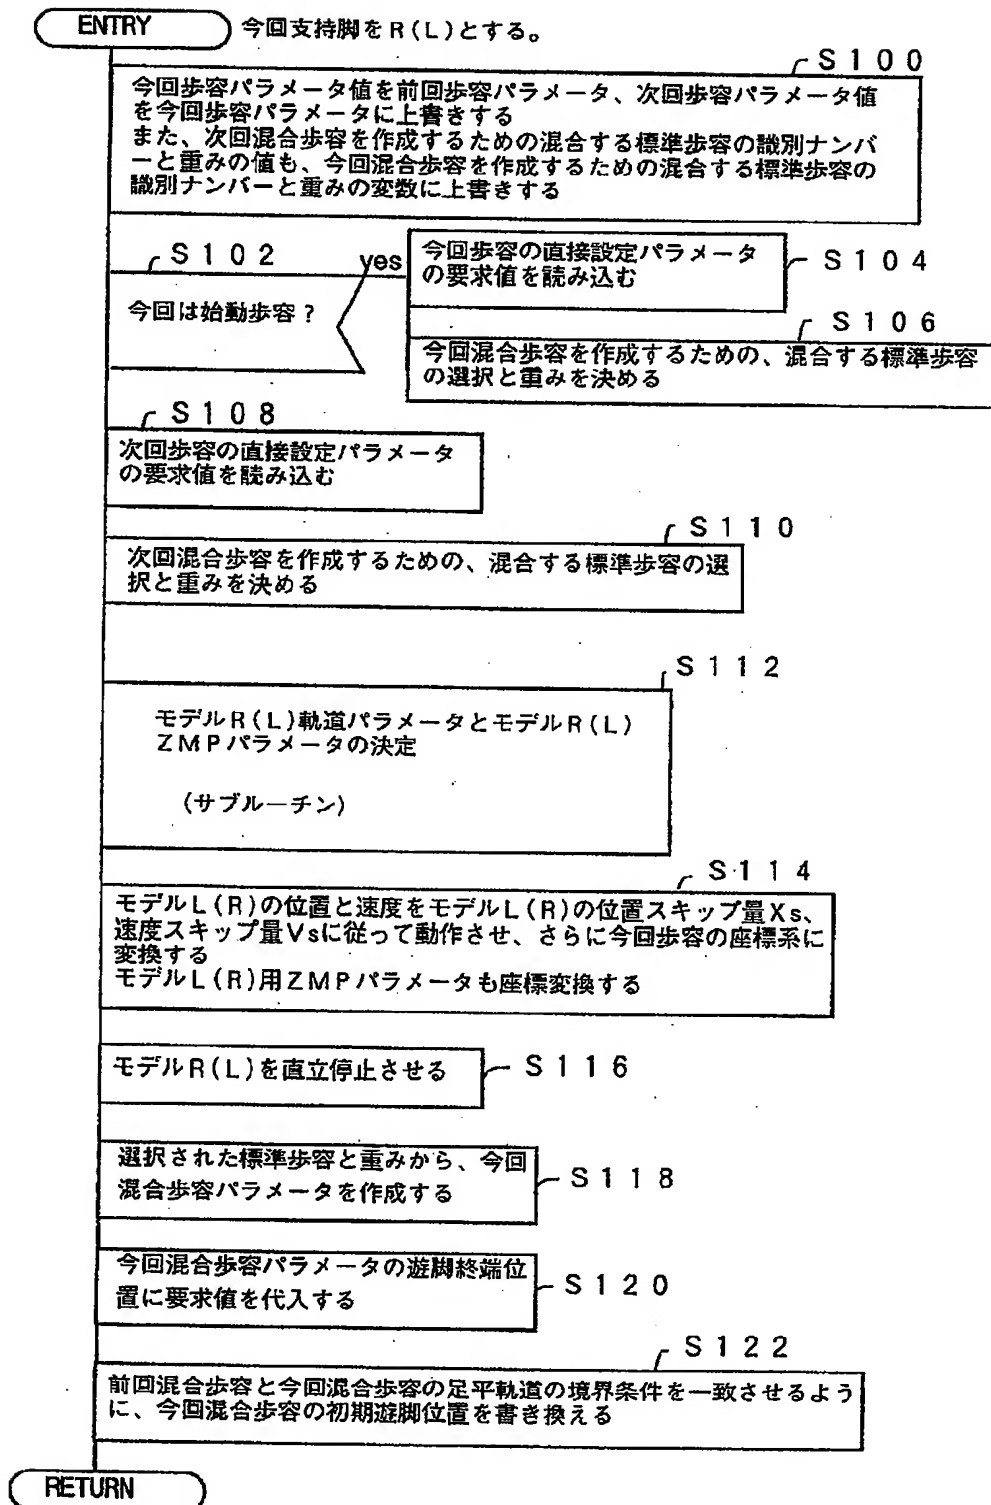 ENTRY 今回支持脚をR(L)とする。
S100
今回歩容パラメータ値を前回歩容パラメータ、次回歩容パラメータ値
を今回歩容パラメータに上書きする
また、次回混合歩容を作成するための混合する標準歩容の識別ナンバ
ーと重みの値も、今回混合歩容を作成するための混合する標準歩容の
識別ナンバーと重みの変数に上書きする
S102
今回は始動歩容？
yes
今回歩容の直接設定パラメータ
の要求値を読み込む
S104
S106
今回混合歩容を作成するための、混合する標準歩容
の選択と重みを決める
S108
次回歩容の直接設定パラメータ
の要求値を読み込む
S110
次回混合歩容を作成するための、混合する標準歩容の選
択と重みを決める
S112
モデルR(L)軌道パラメータとモデルR(L)
ZMPパラメータの決定
(サブルーチン)
S114
モデルL(R)の位置と速度をモデルL(R)の位置スキップ量Xs、
速度スキップ量Vsに従って動作させ、さらに今回歩容の座標系に
変換する
モデルL(R)用ZMPパラメータも座標変換する
モデルR(L)を直立停止させる
S116
選択された標準歩容と重みから、今回
混合歩容パラメータを作成する
S118
今回混合歩容パラメータの遊脚終端位
置に要求値を代入する
S120
S122
前回混合歩容と今回混合歩容の足平軌道の境界条件を一致させるよう
に、今回混合歩容の初期遊脚位置を書き換える
RETURN